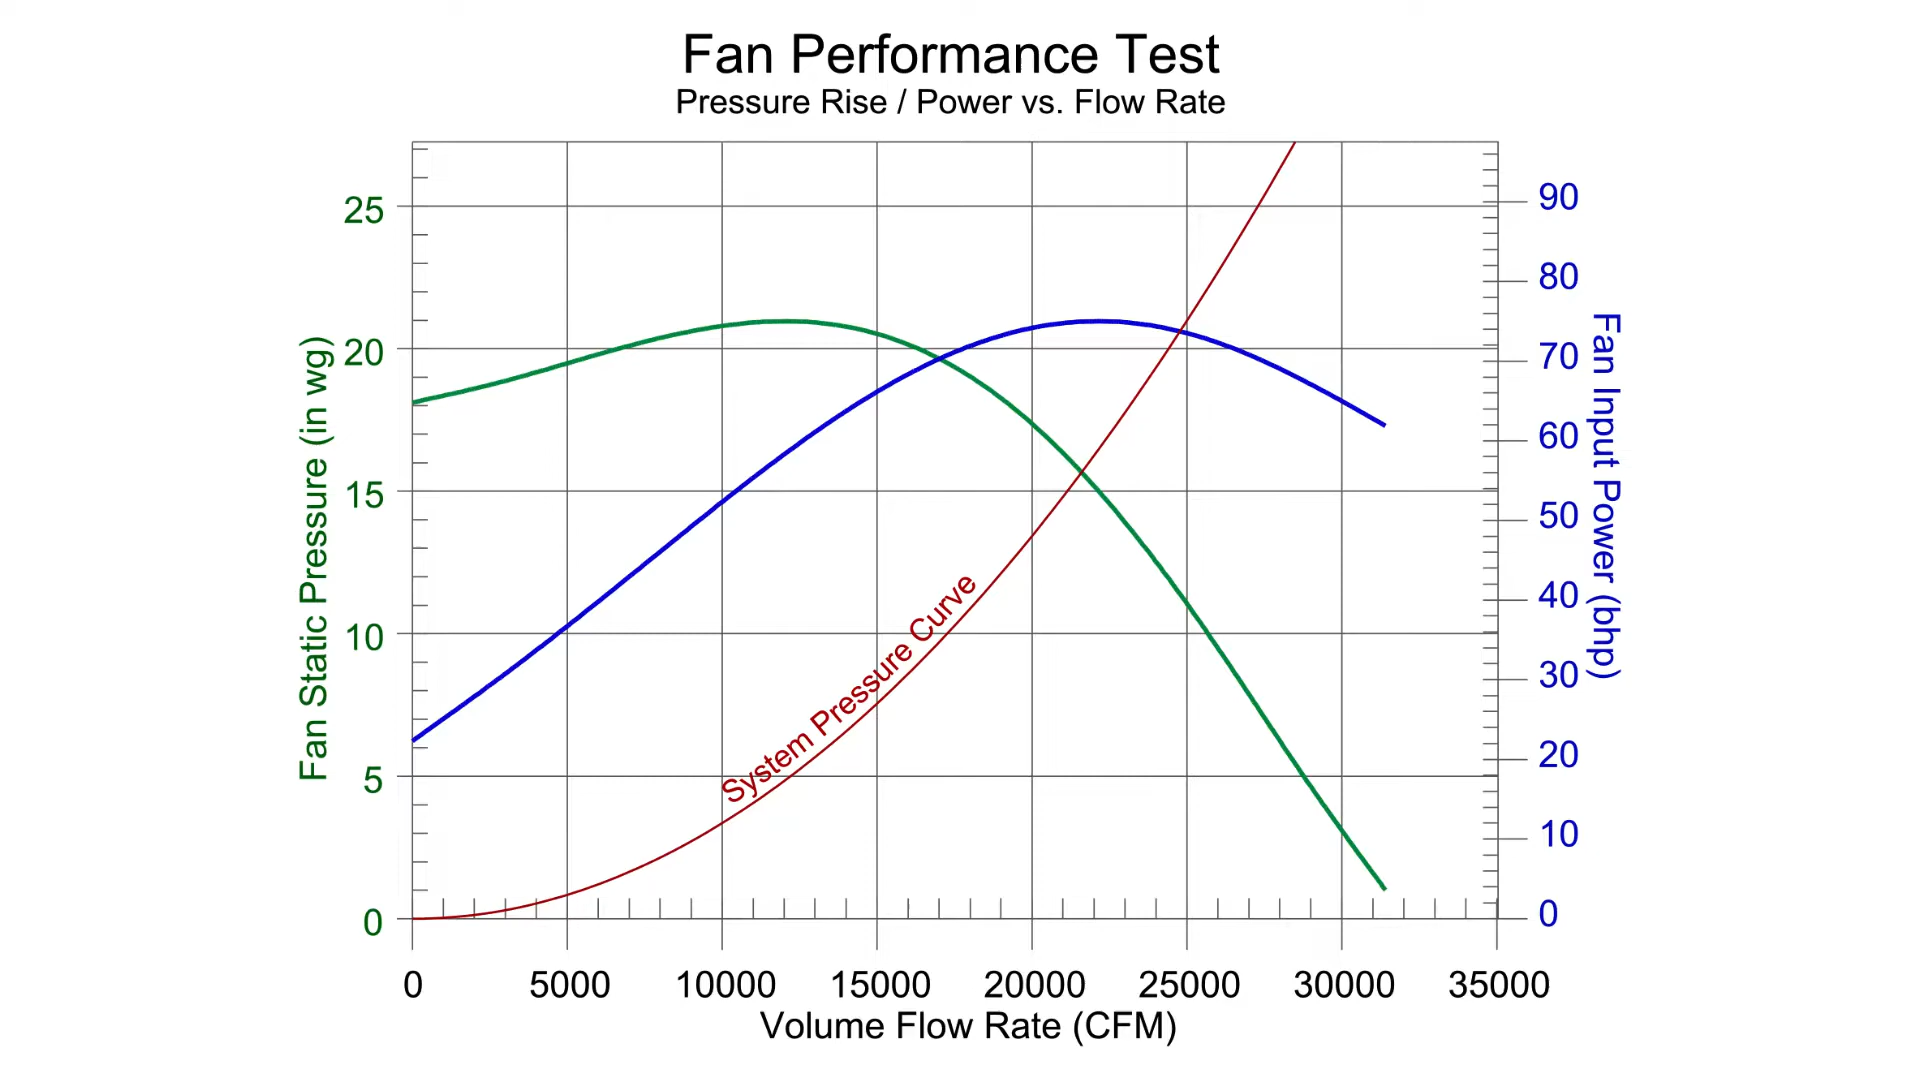 Fan Performance Test
Pressure Rise / Power vs. Flow Rate
Fan Static Pressure (in wg)
25
20
15
10
5
0
System Pressure Curve
90
80
70
60
50
40
30
20
10
0
Fan Input Power (bhp)
0 5000 10000 15000 20000 25000 30000 35000
Volume Flow Rate (CFM)